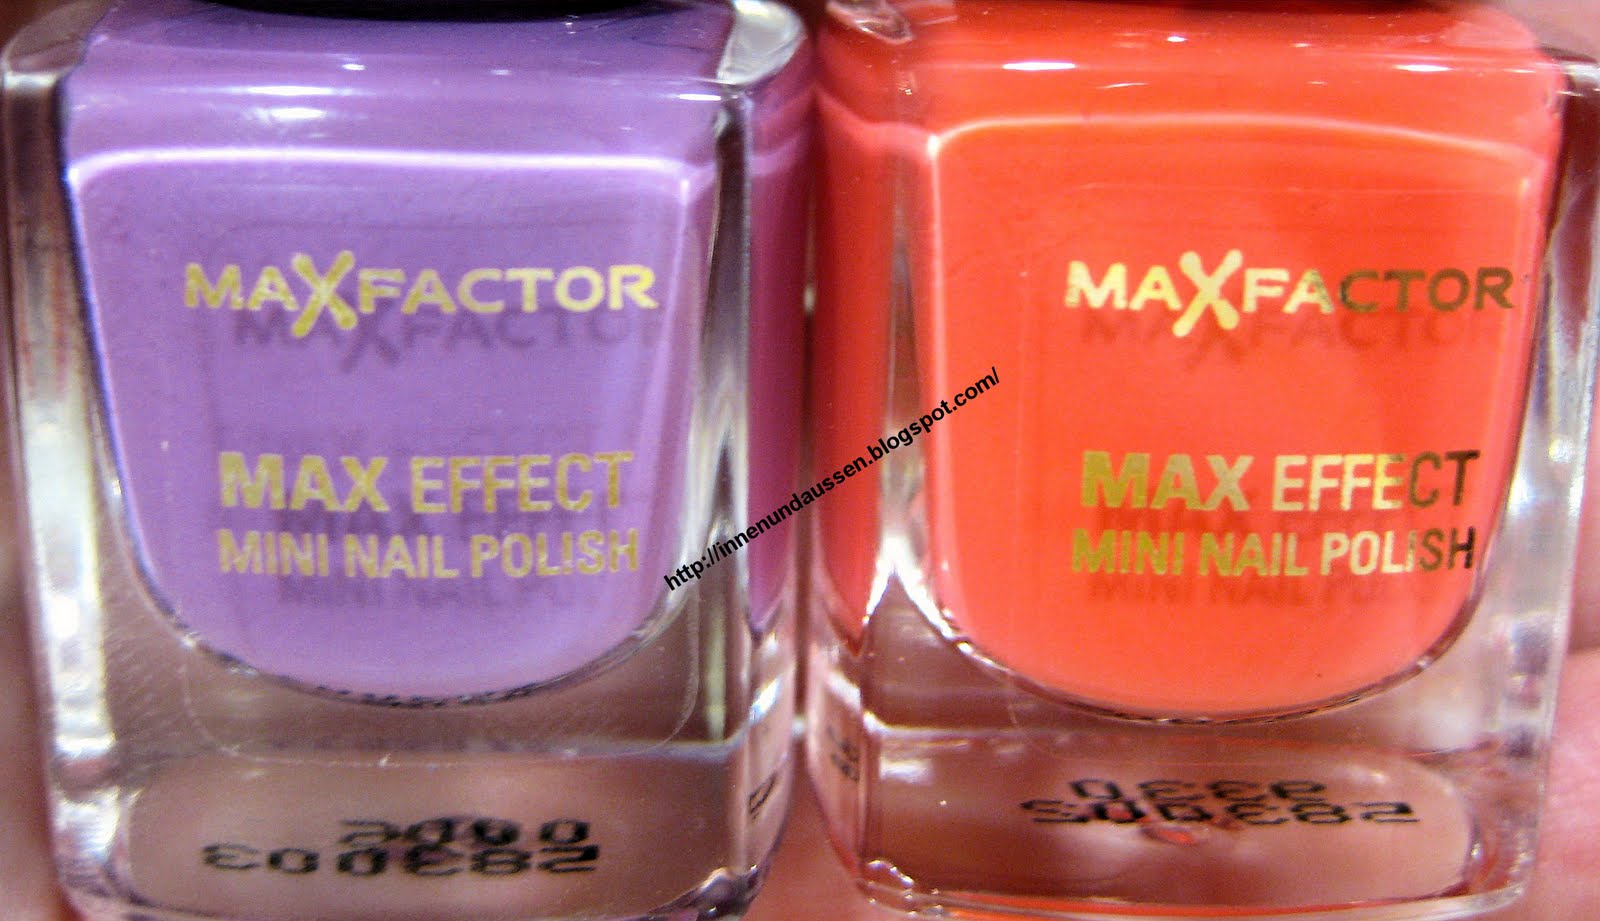 MAXFACTOR
MAX EFFECT
MINI NAIL POLISH
http://innenundaussen.blogspot.com/
MAXFACTOR
MAX EFFECT
MINI NAIL POLISH